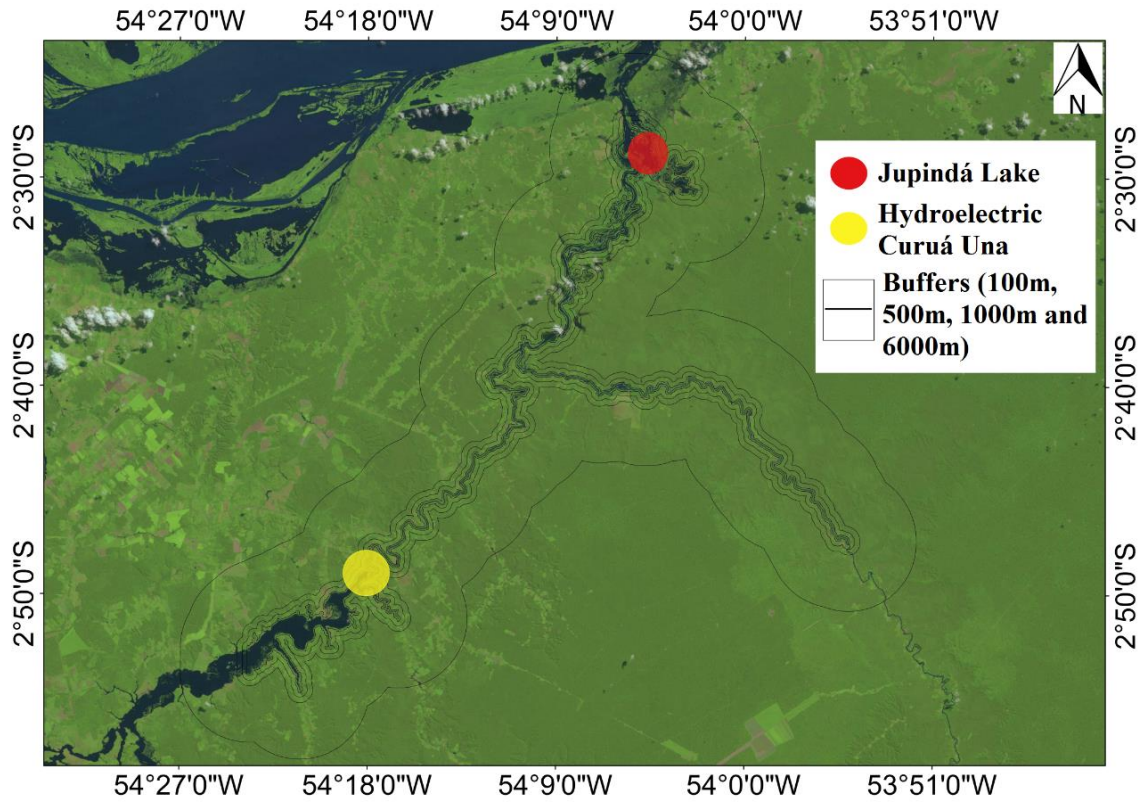 54°27'0"W 54°18'0"W 54°9'0"W 54°0'0"W 53°51'0"W
N
2°30'0"S
2°40'0"S
2°50'0"S
Jupindá Lake
Hydroelectric
Curuá Una
Buffers (100m,
500m, 1000m and
6000m)
2°30'0"S
2°40'0"S
2°50'0"S
54°27'0"W 54°18'0"W 54°9'0"W 54°0'0"W 53°51'0"W